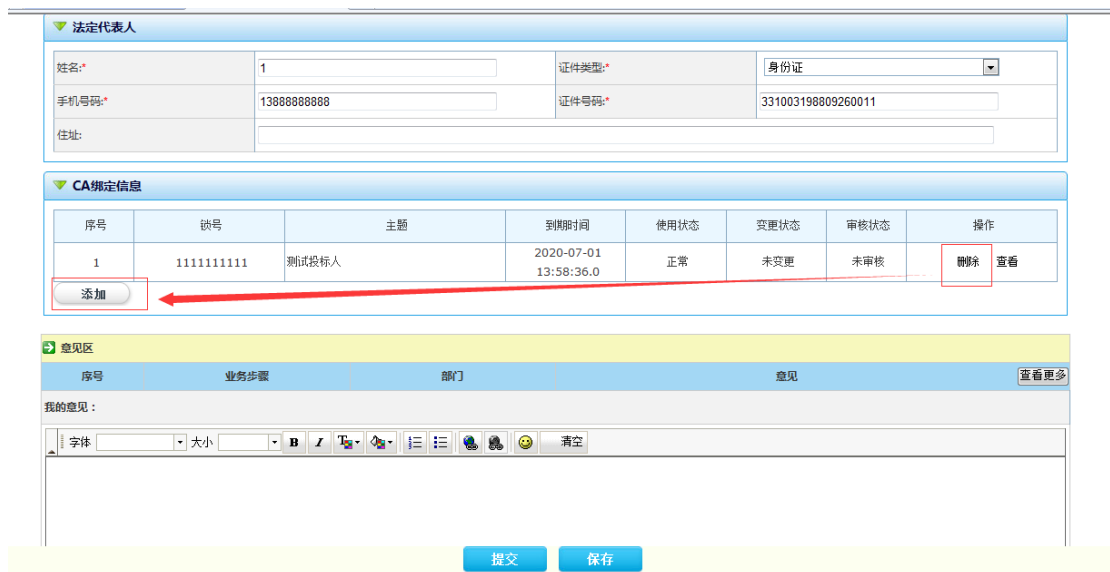 法定代表人
姓名:* 1 证件类型:* 身份证
手机号码:* 13888888888 证件号码:* 331003198809260011
住址:
CA绑定信息
序号 锁号 主题 到期时间 使用状态 变更状态 审核状态 操作
1 1111111111 测试投标人 2020-07-01 13:58:36.0 正常 未变更 未审核 删除 查看
添加
意见区
序号 业务步骤 部门 意见 查看更多
我的意见：
字体 大小 B I T 清空
提交 保存